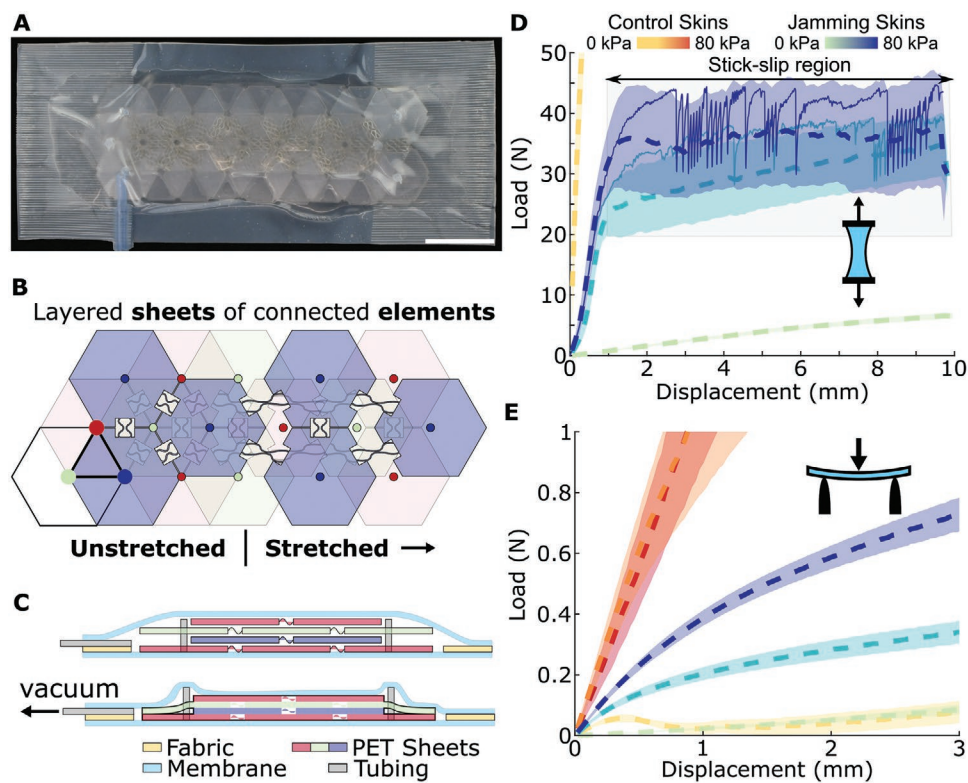 A
B
Layered sheets of connected elements
Unstretched
Stretched
C
vacuum
Fabric
PET Sheets
Membrane
Tubing
D
Control Skins
0 kPa
80 kPa
Jamming Skins
0 kPa
80 kPa
Stick-slip region
Load (N)
50
40
30
20
10
0
0
2
4
6
8
10
Displacement (mm)
E
Load (N)
1
0.8
0.6
0.4
0.2
0
0
1
2
3
Displacement (mm)